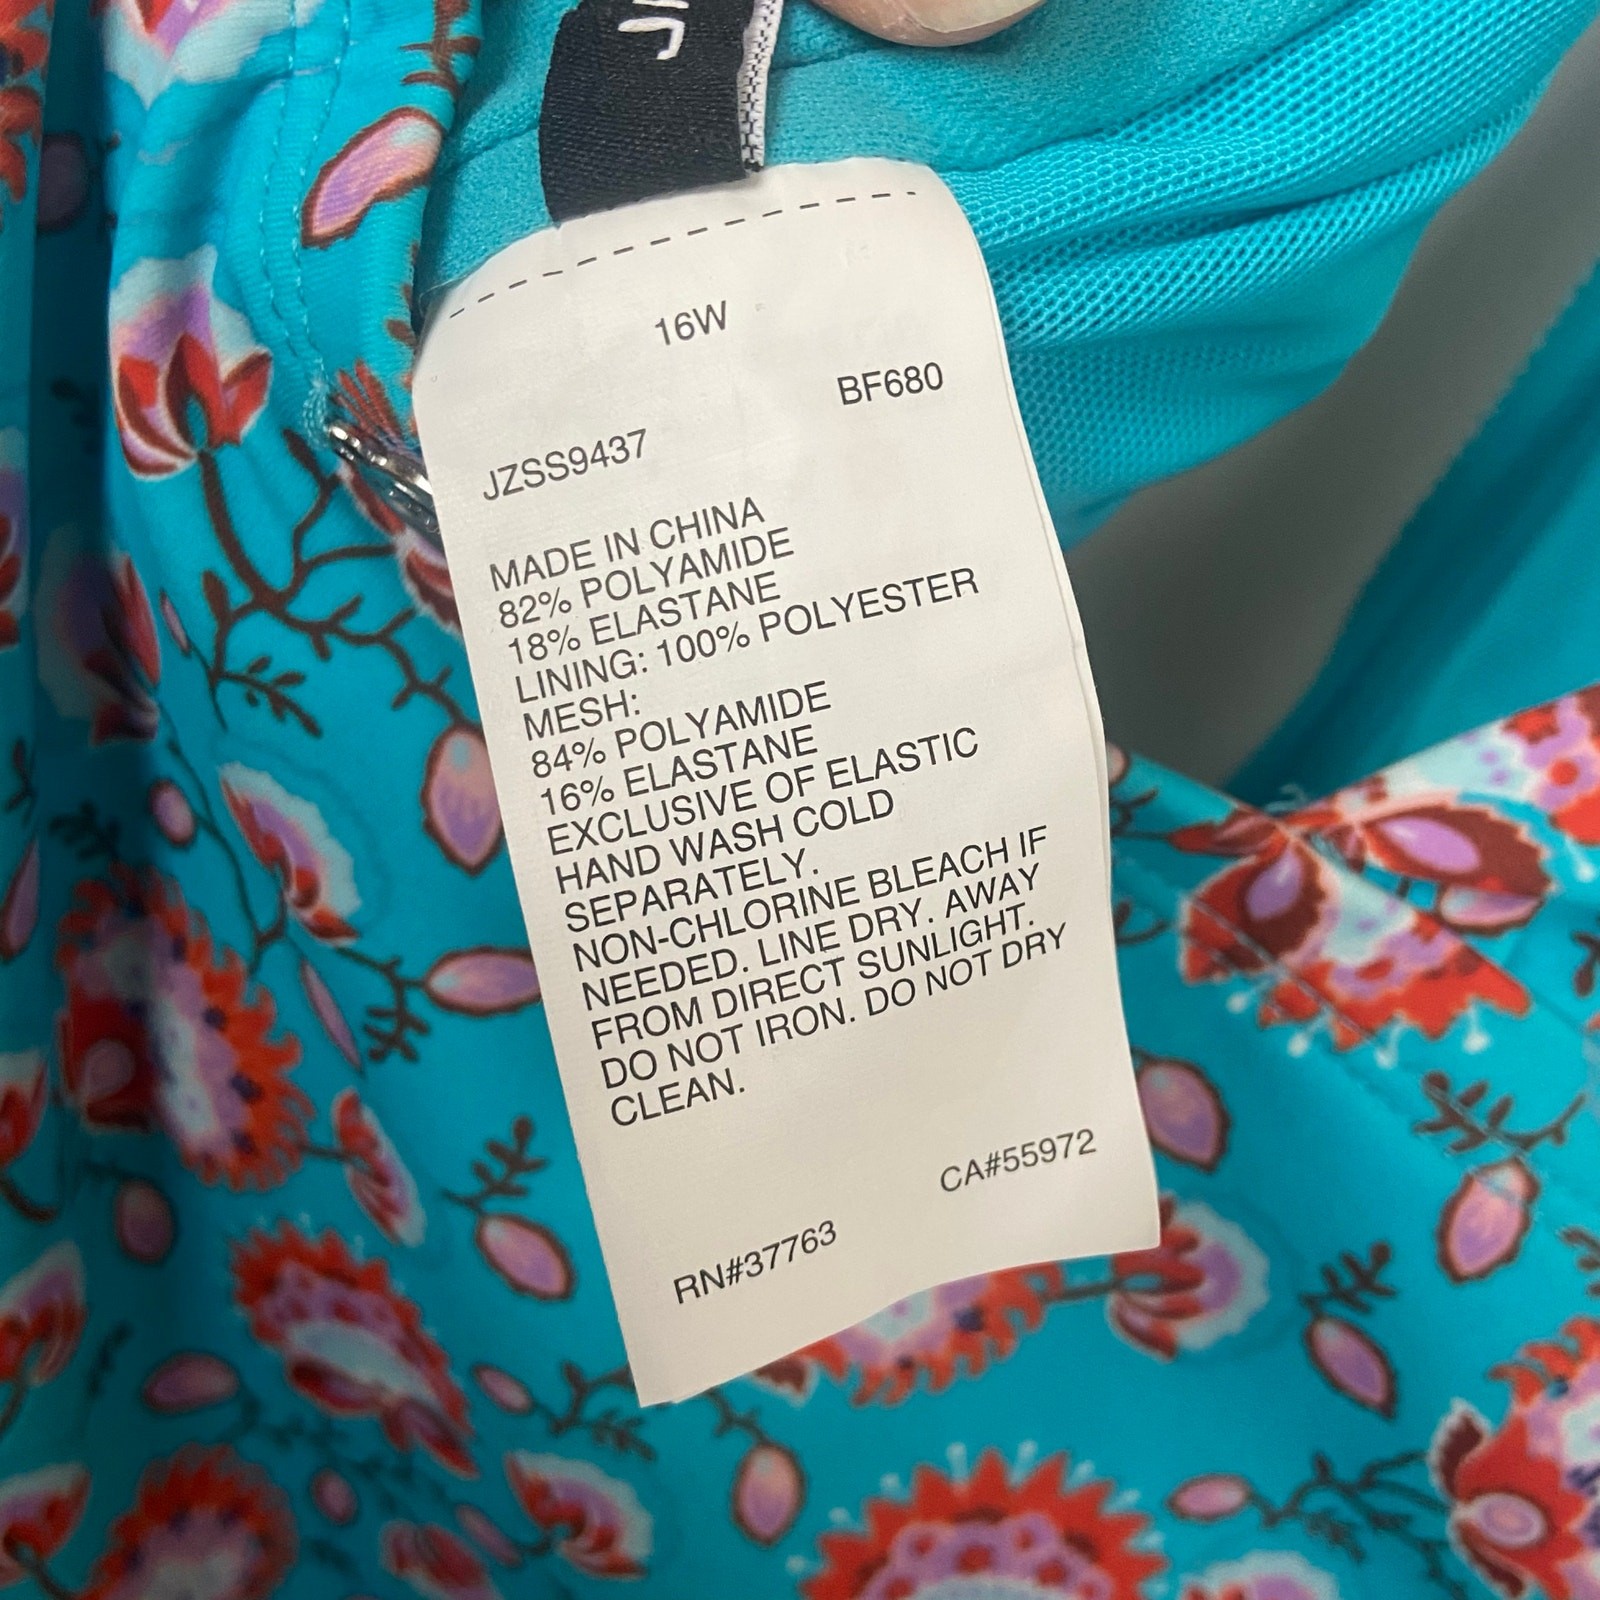 16W
BF680
JZSS9437
MADE IN CHINA
82% POLYAMIDE
18% ELASTANE
LINING: 100% POLYESTER
MESH:
84% POLYAMIDE
16% ELASTANE
EXCLUSIVE OF ELASTIC
HAND WASH COLD
SEPARATELY.
NON-CHLORINE BLEACH IF
NEEDED. LINE DRY. AWAY
FROM DIRECT SUNLIGHT.
DO NOT IRON. DO NOT DRY
CLEAN.
CA#55972
RN#37763